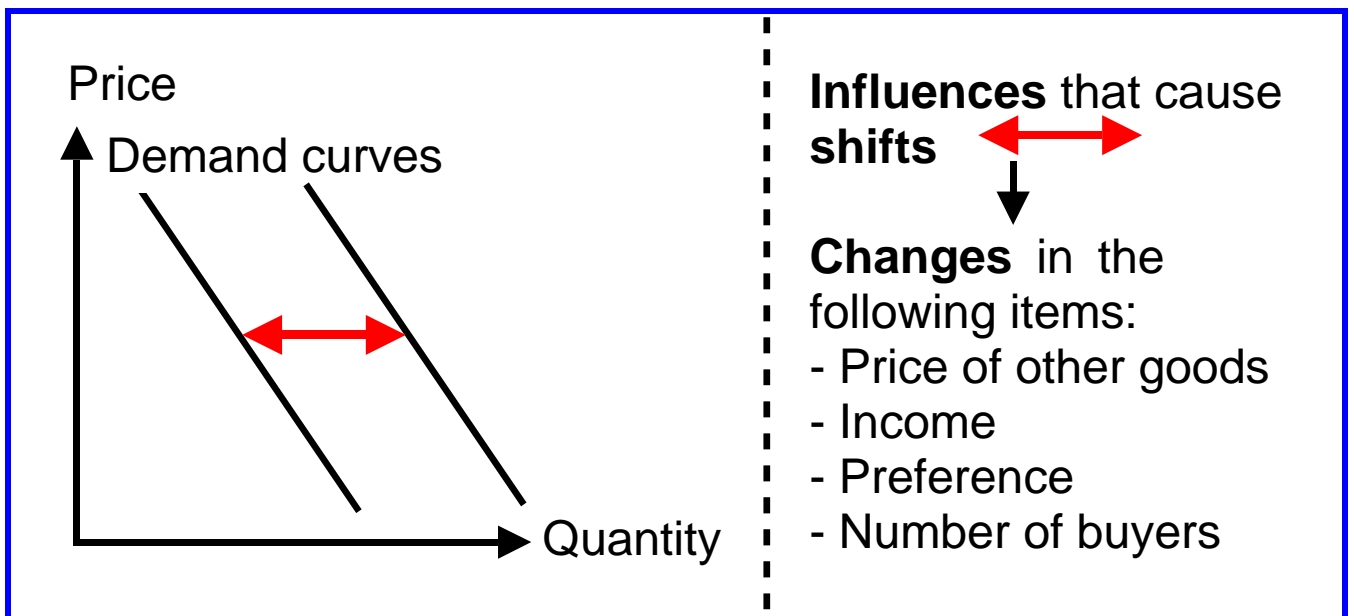 Price
Demand curves
Quantity
Influences that cause
shifts
Changes in the
following items:
- Price of other goods
- Income
- Preference
- Number of buyers